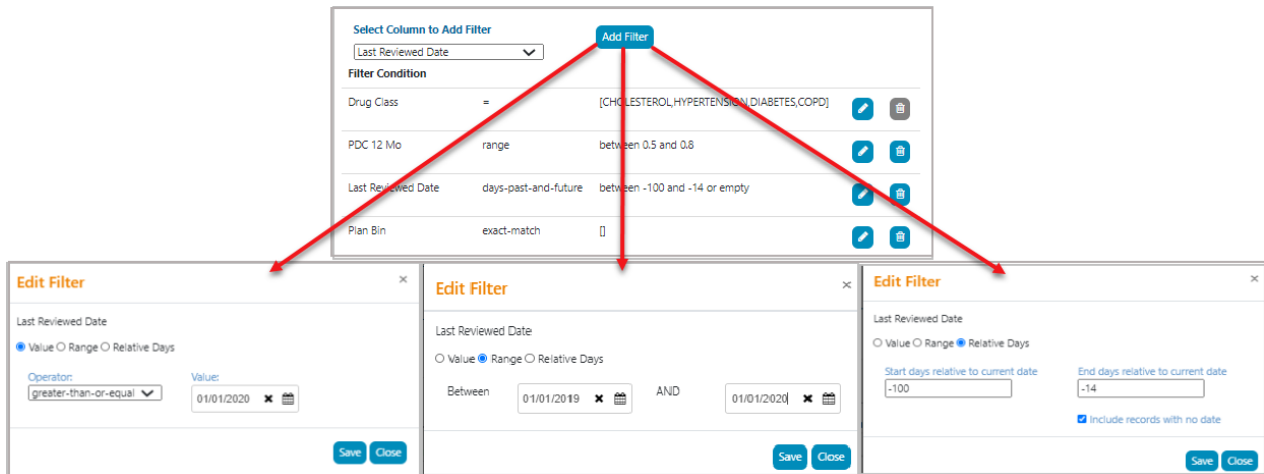 Select Column to Add Filter
Add Filter
Last Reviewed Date
Filter Condition
Drug Class = [CHOLESTEROL,HYPERTENSION,DIABETES,COPD]
PDC 12 Mo range between 0.5 and 0.8
Last Reviewed Date days-past-and-future between -100 and -14 or empty
Plan Bin exact-match []
Edit Filter ×
Last Reviewed Date
Value Range Relative Days
Operator: Value:
greater-than-or-equal 01/01/2020
Save Close
Edit Filter ×
Last Reviewed Date
Value Range Relative Days
Between 01/01/2019 AND 01/01/2020
Save Close
Edit Filter ×
Last Reviewed Date
Value Range Relative Days
Start days relative to current date End days relative to current date
-100 -14
Include records with no date
Save Close